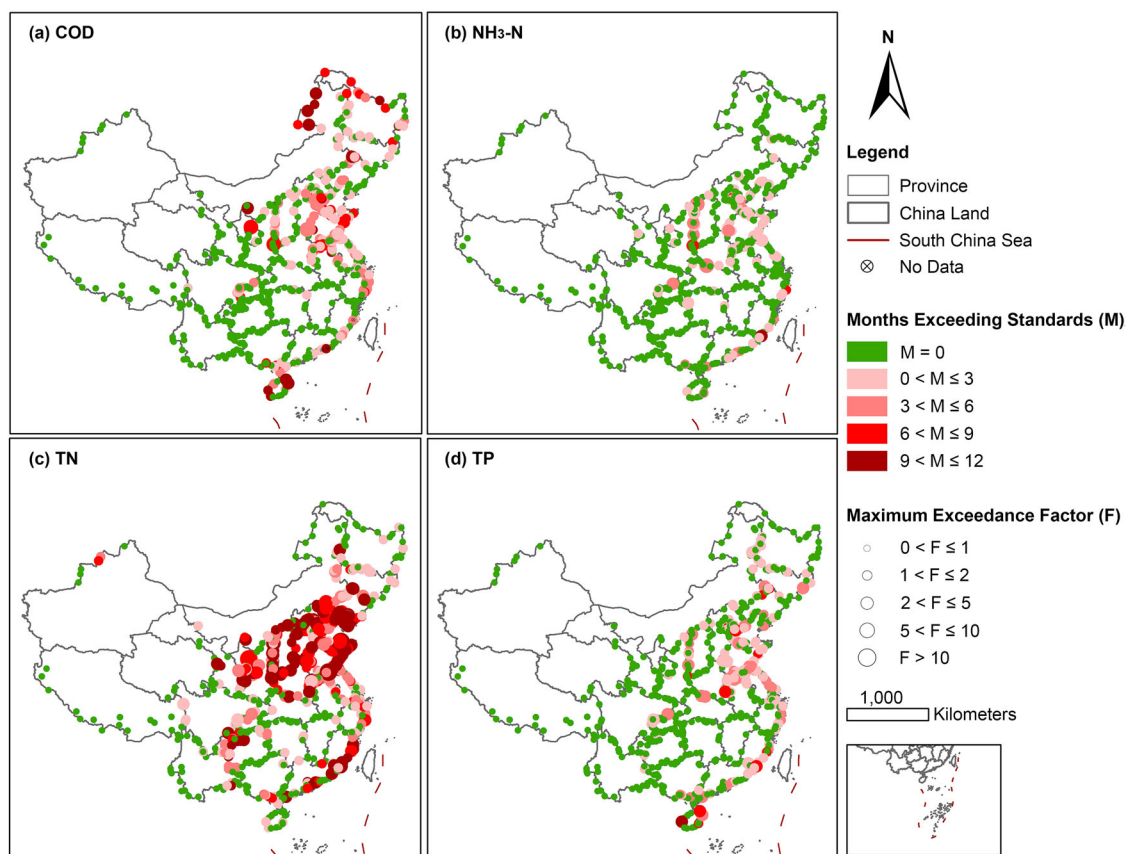 (a) COD
(b) NH3-N
N
Legend
Province
China Land
South China Sea
No Data
Months Exceeding Standards (M)
M = 0
0 < M ≤ 3
3 < M ≤ 6
6 < M ≤ 9
9 < M ≤ 12
(c) TN
(d) TP
Maximum Exceedance Factor (F)
0 < F ≤ 1
1 < F ≤ 2
2 < F ≤ 5
5 < F ≤ 10
F > 10
1,000
Kilometers